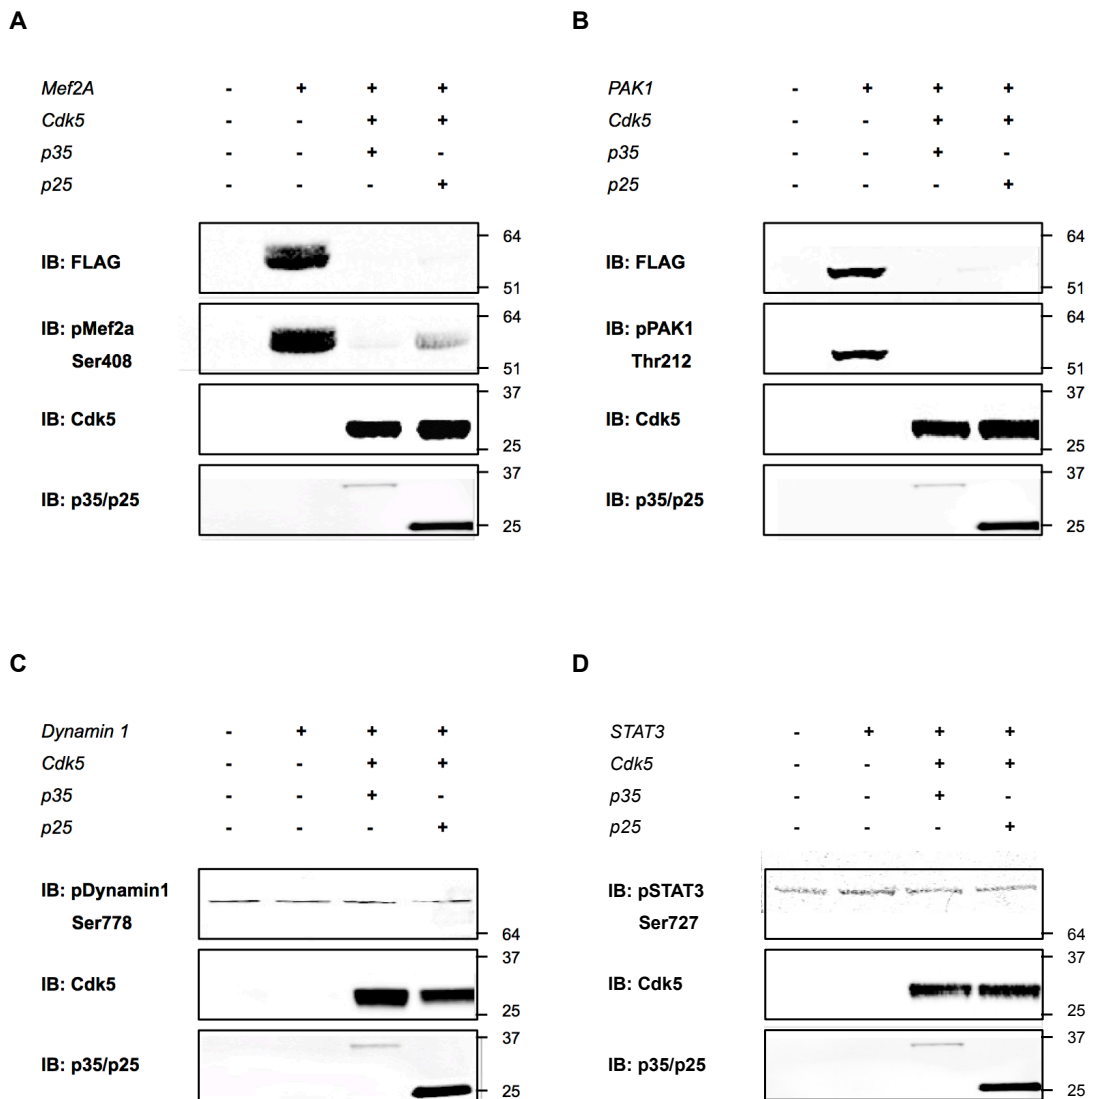 A
Mef2A - + + +
Cdk5 - - + +
p35 - - + -
p25 - - - +
IB: FLAG
64
51
IB: pMef2a
Ser408
64
51
IB: Cdk5
37
25
IB: p35/p25
37
25
B
PAK1 - + + +
Cdk5 - - + +
p35 - - + -
p25 - - - +
IB: FLAG
64
51
IB: pPAK1
Thr212
64
51
IB: Cdk5
37
25
IB: p35/p25
37
25
C
Dynamin 1 - + + +
Cdk5 - - + +
p35 - - + -
p25 - - - +
IB: pDynamin1
Ser778
64
IB: Cdk5
37
25
IB: p35/p25
37
25
D
STAT3 - + + +
Cdk5 - - + +
p35 - - + -
p25 - - - +
IB: pSTAT3
Ser727
64
IB: Cdk5
37
25
IB: p35/p25
37
25